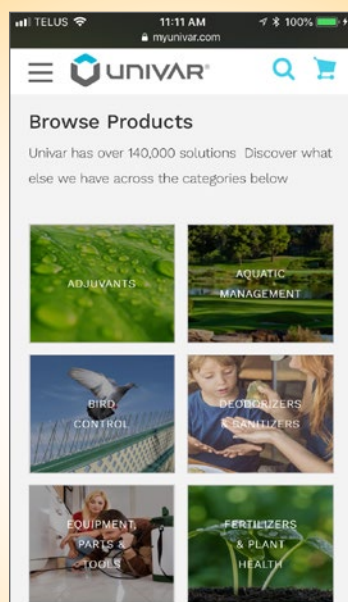 TELUS 11:11 AM 100%
myunivar.com
UNIVAR
Browse Products
Univar has over 140,000 solutions Discover what
else we have across the categories below
ADJUVANTS
AQUATIC
MANAGEMENT
BIRD
CONTROL
DEODORIZERS
& SANITIZERS
EQUIPMENT,
PARTS &
TOOLS
FERTILIZERS
& PLANT
HEALTH